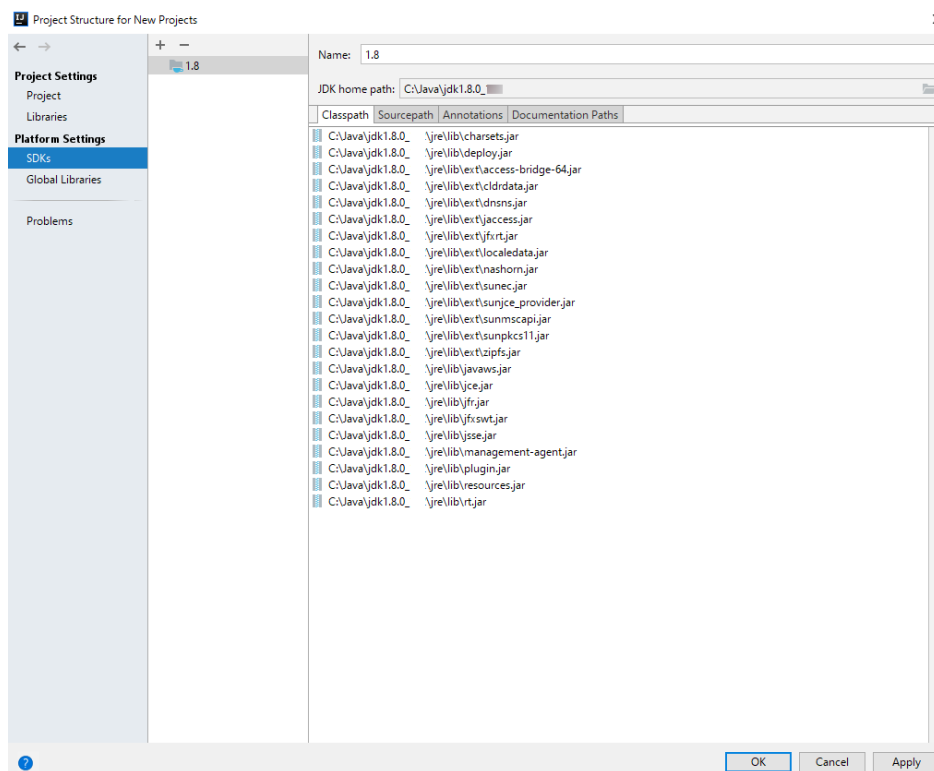 Project Structure for New Projects
Project Settings
Project
Libraries
Platform Settings
SDKs
Global Libraries
Problems
1.8
Name: 1.8
JDK home path: C:\Java\jdk1.8.0_
Classpath Sourcepath Annotations Documentation Paths
C:\Java\jdk1.8.0_ \jre\lib\charsets.jar
C:\Java\jdk1.8.0_ \jre\lib\deploy.jar
C:\Java\jdk1.8.0_ \jre\lib\ext\access-bridge-64.jar
C:\Java\jdk1.8.0_ \jre\lib\ext\cldrdata.jar
C:\Java\jdk1.8.0_ \jre\lib\ext\dnsns.jar
C:\Java\jdk1.8.0_ \jre\lib\ext\jaccess.jar
C:\Java\jdk1.8.0_ \jre\lib\ext\jfxrt.jar
C:\Java\jdk1.8.0_ \jre\lib\ext\localedata.jar
C:\Java\jdk1.8.0_ \jre\lib\ext\nashorn.jar
C:\Java\jdk1.8.0_ \jre\lib\ext\sunec.jar
C:\Java\jdk1.8.0_ \jre\lib\ext\sunjce_provider.jar
C:\Java\jdk1.8.0_ \jre\lib\ext\sunmscapi.jar
C:\Java\jdk1.8.0_ \jre\lib\ext\sunpkcs11.jar
C:\Java\jdk1.8.0_ \jre\lib\ext\zipfs.jar
C:\Java\jdk1.8.0_ \jre\lib\javaws.jar
C:\Java\jdk1.8.0_ \jre\lib\jce.jar
C:\Java\jdk1.8.0_ \jre\lib\jfr.jar
C:\Java\jdk1.8.0_ \jre\lib\jfxswt.jar
C:\Java\jdk1.8.0_ \jre\lib\jsse.jar
C:\Java\jdk1.8.0_ \jre\lib\management-agent.jar
C:\Java\jdk1.8.0_ \jre\lib\plugin.jar
C:\Java\jdk1.8.0_ \jre\lib\resources.jar
C:\Java\jdk1.8.0_ \jre\lib\rt.jar
OK Cancel Apply